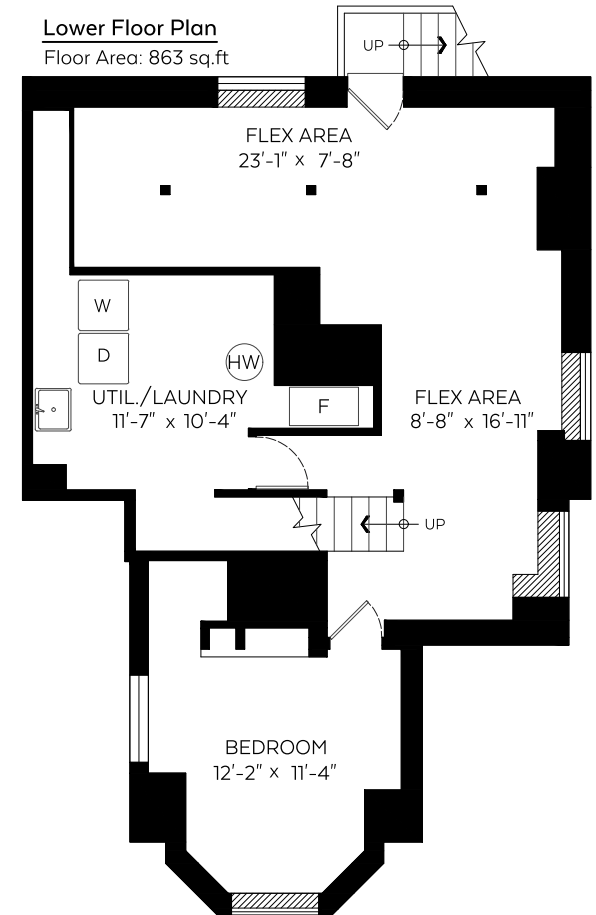 Lower Floor Plan
Floor Area: 863 sq.ft
UP
FLEX AREA
23'-1" x 7'-8"
W
D
HW
UTIL./LAUNDRY
11'-7" x 10'-4"
F
FLEX AREA
8'-8" x 16'-11"
UP
BEDROOM
12'-2" x 11'-4"